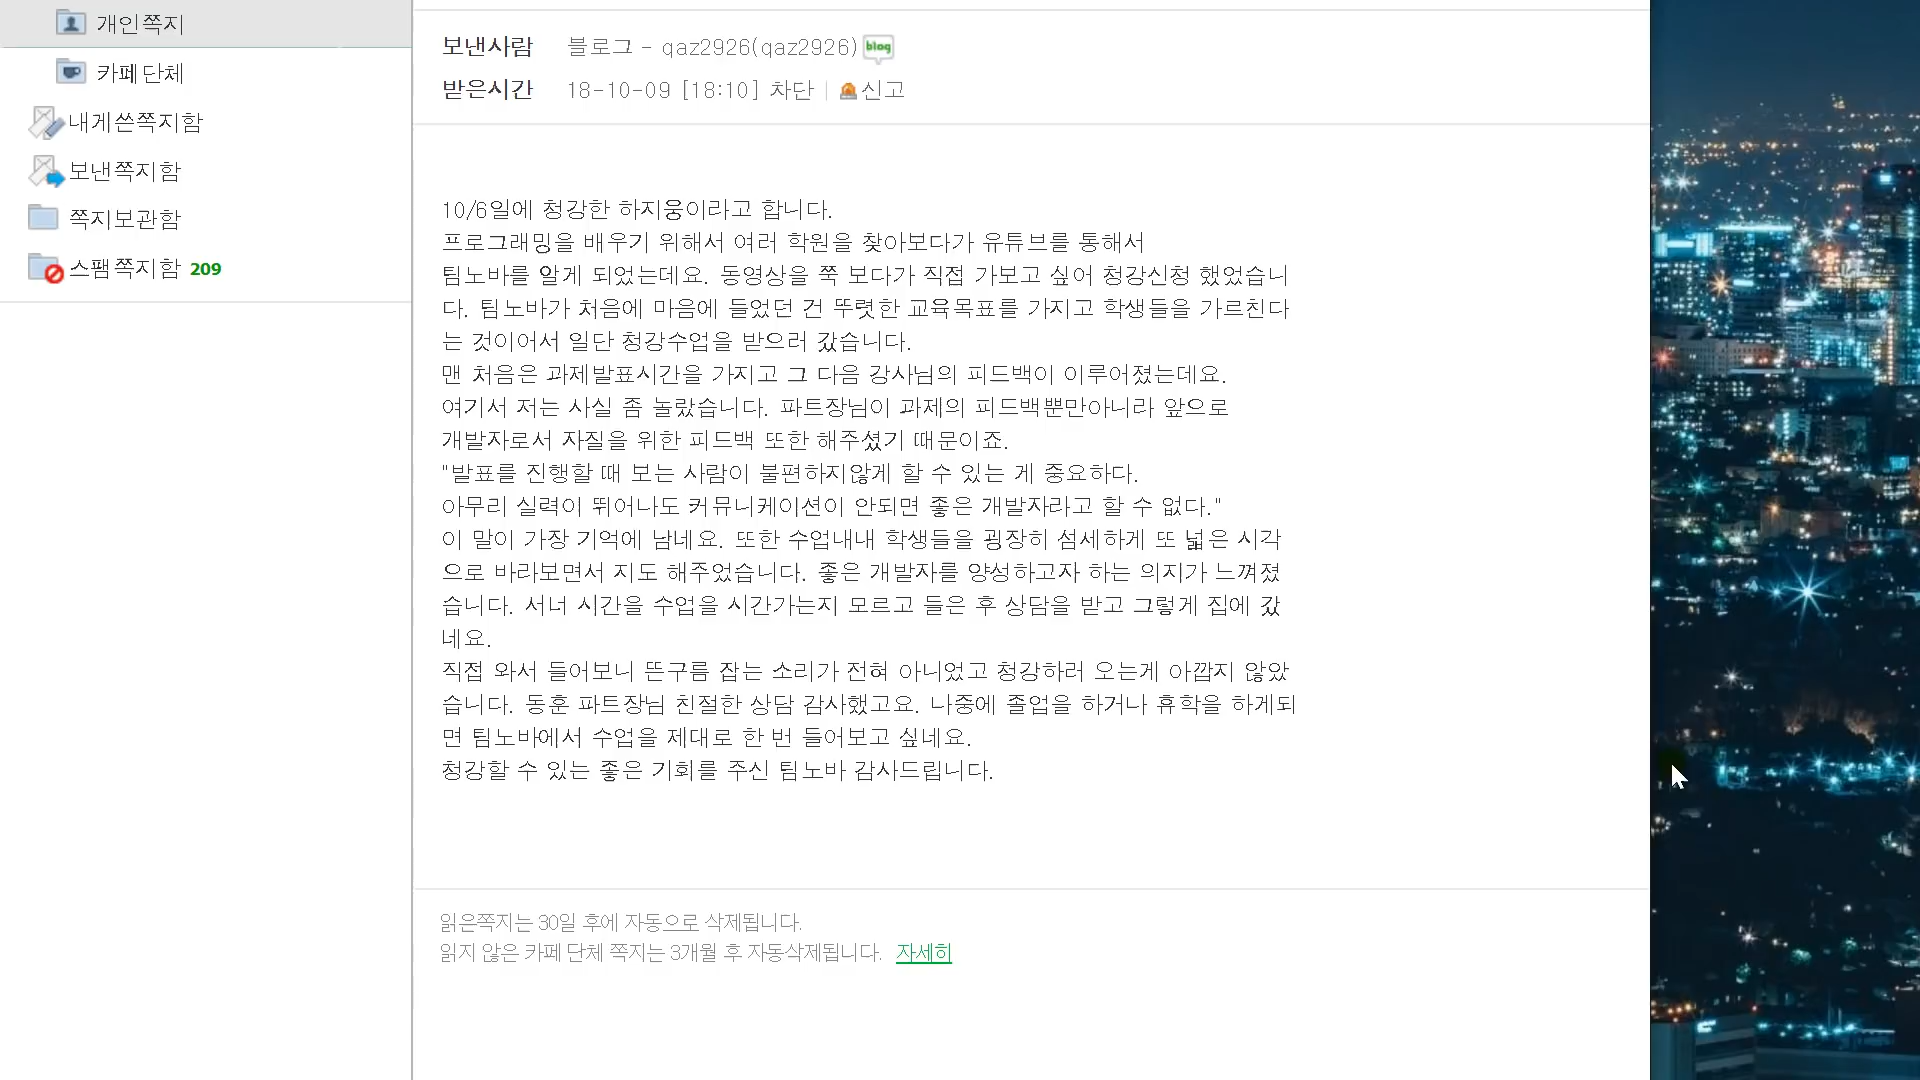 개인쪽지
카페단체
내게쓴쪽지함
보낸쪽지함
쪽지보관함
스팸쪽지함 209
보낸사람 블로그 - qaz2926(qaz2926) blog
받은시간 18-10-09 [18:10] 차단 | 신고
10/6일에 청강한 하지웅이라고 합니다.
프로그래밍을 배우기 위해서 여러 학원을 찾아보다가 유튜브를 통해서
팀노바를 알게 되었는데요. 동영상을 쭉 보다가 직접 가보고 싶어 청강신청 했었습니
다. 팀노바가 처음에 마음에 들었던 건 뚜렷한 교육목표를 가지고 학생들을 가르친다
는 것이어서 일단 청강수업을 받으러 갔습니다.
맨 처음은 과제발표시간을 가지고 그 다음 강사님의 피드백이 이루어졌는데요.
여기서 저는 사실 좀 놀랐습니다. 파트장님이 과제의 피드백뿐만아니라 앞으로
개발자로서 자질을 위한 피드백 또한 해주셨기 때문이죠.
"발표를 진행할 때 보는 사람이 불편하지않게 할 수 있는 게 중요하다.
아무리 실력이 뛰어나도 커뮤니케이션이 안되면 좋은 개발자라고 할 수 없다."
이 말이 가장 기억에 남네요. 또한 수업내내 학생들을 굉장히 섬세하게 또 넓은 시각
으로 바라보면서 지도 해주었습니다. 좋은 개발자를 양성하고자 하는 의지가 느껴졌
습니다. 서너 시간을 수업을 시간가는지 모르고 들은 후 상담을 받고 그렇게 집에 갔
네요.
직접 와서 들어보니 뜬구름 잡는 소리가 전혀 아니었고 청강하러 오는게 아깝지 않았
습니다. 동훈 파트장님 친절한 상담 감사했고요. 나중에 졸업을 하거나 휴학을 하게되
면 팀노바에서 수업을 제대로 한 번 들어보고 싶네요.
청강할 수 있는 좋은 기회를 주신 팀노바 감사드립니다.
읽은쪽지는 30일 후에 자동으로 삭제됩니다.
읽지 않은 카페 단체 쪽지는 3개월 후 자동삭제됩니다. 자세히